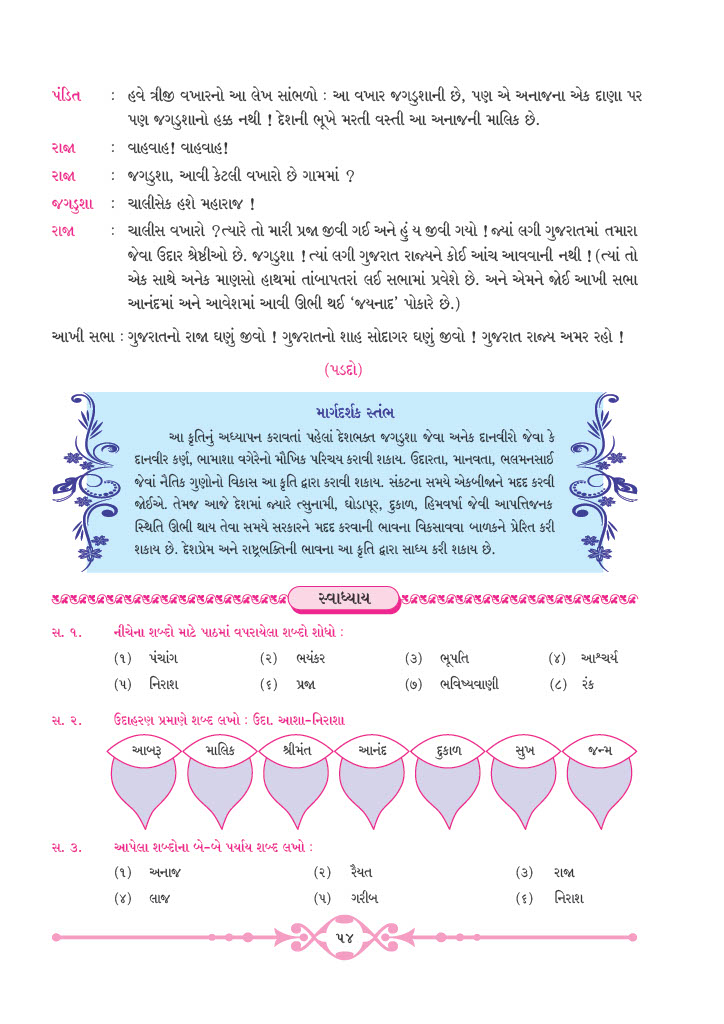 પંડિત : હવે ત્રીજી વખારનો આ લેખ સાંભળો : આ વખાર જગડુશાની છે, પણ એ અનાજના એક દાણા પર
પણ જગડુશાનો હક્ક નથી ! દેશની ભૂખે મરતી વસ્તી આ અનાજની માલિક છે.
રાજા : વાહવાહ! વાહવાહ!
રાજા : જગડુશા, આવી કેટલી વખારો છે ગામમાં ?
જગડુશા : ચાલીસેક હશે મહારાજ !
રાજા : ચાલીસ વખારો ?ત્યારે તો મારી પ્રજા જીવી ગઈ અને હું ય જીવી ગયો ! જ્યાં લગી ગુજરાતમાં તમારા
જેવા ઉદાર શ્રેષ્ઠીઓ છે. જગડુશા ! ત્યાં લગી ગુજરાત રાજ્યને કોઈ આંચ આવવાની નથી ! (ત્યાં તો
એક સાથે અનેક માણસો હાથમાં તાંબાપતરાં લઈ સભામાં પ્રવેશે છે. અને એમને જોઈ આખી સભા
આનંદમાં અને આવેશમાં આવી ઊભી થઈ ‘જયનાદ’ પોકારે છે.)
આખી સભા : ગુજરાતનો રાજા ઘણું જીવો ! ગુજરાતનો શાહ સોદાગર ઘણું જીવો ! ગુજરાત રાજ્ય અમર રહો !
(પડદો)
માર્ગદર્શક સ્તંભ
આ કૃતિનું અધ્યાપન કરાવતાં પહેલાં દેશભક્ત જગડુશા જેવા અનેક દાનવીરો જેવા કે
દાનવીર કર્ણ, ભામાશા વગેરેનો મૌખિક પરિચય કરાવી શકાય. ઉદારતા, માનવતા, ભલમનસાઈ
જેવાં નૈતિક ગુણોનો વિકાસ આ કૃતિ દ્વારા કરાવી શકાય. સંકટના સમયે એકબીજાને મદદ કરવી
જોઈએ. તેમજ આજે દેશમાં જ્યારે ત્સુનામી, ઘોડાપૂર, દુકાળ, હિમવર્ષા જેવી આપત્તિજનક
સ્થિતિ ઊભી થાય તેવા સમયે સરકારને મદદ કરવાની ભાવના વિકસાવવા બાળકને પ્રેરિત કરી
શકાય છે. દેશપ્રેમ અને રાષ્ટ્રભક્તિની ભાવના આ કૃતિ દ્વારા સાધ્ય કરી શકાય છે.
સ્વાધ્યાય
સ. ૧. નીચેના શબ્દો માટે પાઠમાં વપરાયેલા શબ્દો શોધો :
(૧) પંચાંગ (૨) ભયંકર (૩) ભૂપતિ (૪) આશ્ચર્ય
(૫) નિરાશ (૬) પ્રજા (૭) ભવિષ્યવાણી (૮) રંક
સ. ૨. ઉદાહરણ પ્રમાણે શબ્દ લખો : ઉદા. આશા-નિરાશા
આબરૂ માલિક શ્રીમંત આનંદ દુકાળ સુખ જન્મ
સ. ૩. આપેલા શબ્દોના બે-બે પર્યાય શબ્દ લખો :
(૧) અનાજ (૨) રૈયત (૩) રાજા
(૪) લાજ (૫) ગરીબ (૬) નિરાશ
૫૪